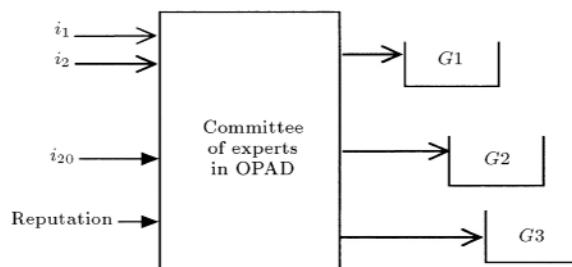 i1
i2
i20
Reputation
Committee
of experts
in OPAD
G1
G2
G3